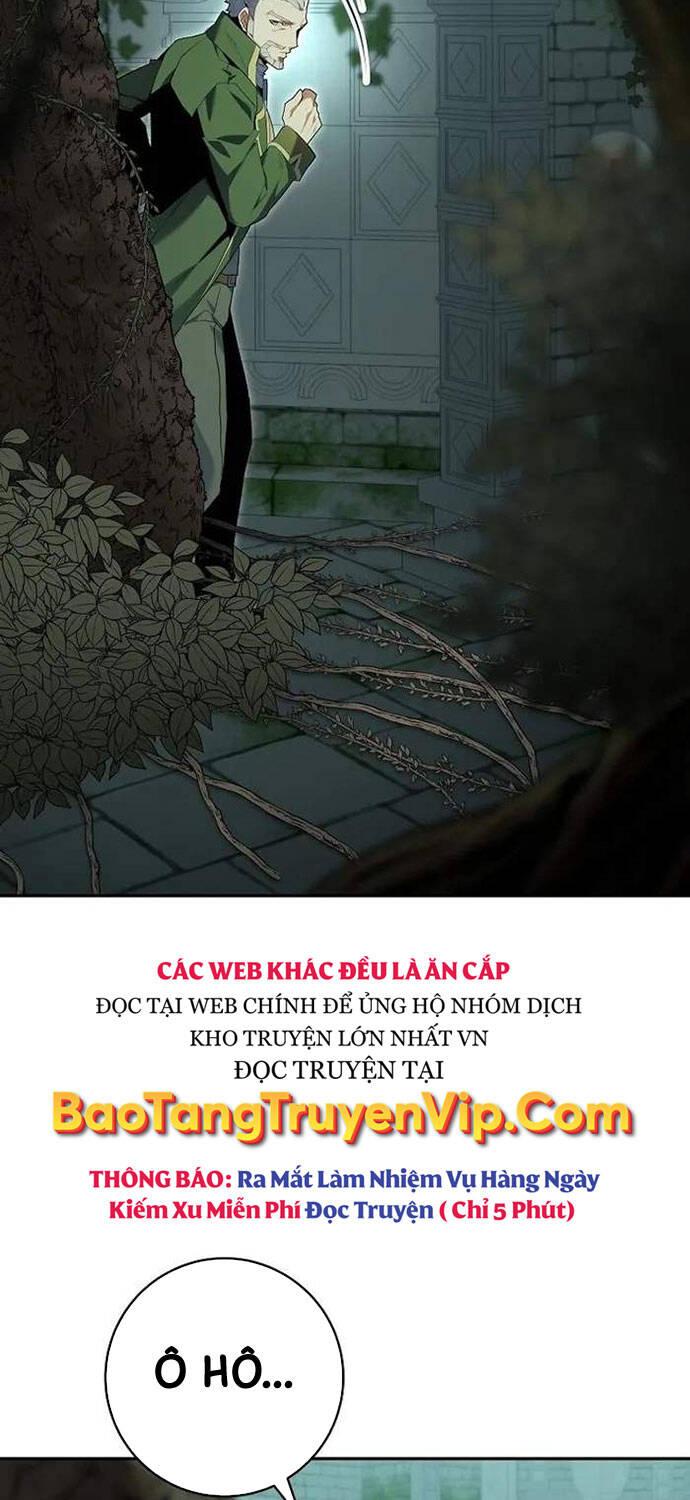 CÁC WEB KHÁC ĐỀU LÀ ĂN CẮP
ĐỌC TẠI WEB CHÍNH ĐỂ ỦNG HỘ NHÓM DỊCH
KHO TRUYỆN LỚN NHẤT VN
ĐỌC TRUYỆN TẠI
BaoTangTruyenVip.Com
THÔNG BÁO: Ra Mắt Làm Nhiệm Vụ Hàng Ngày
Kiếm Xu Miễn Phí Đọc Truyện ( Chỉ 5 Phút)
Ô HÔ...